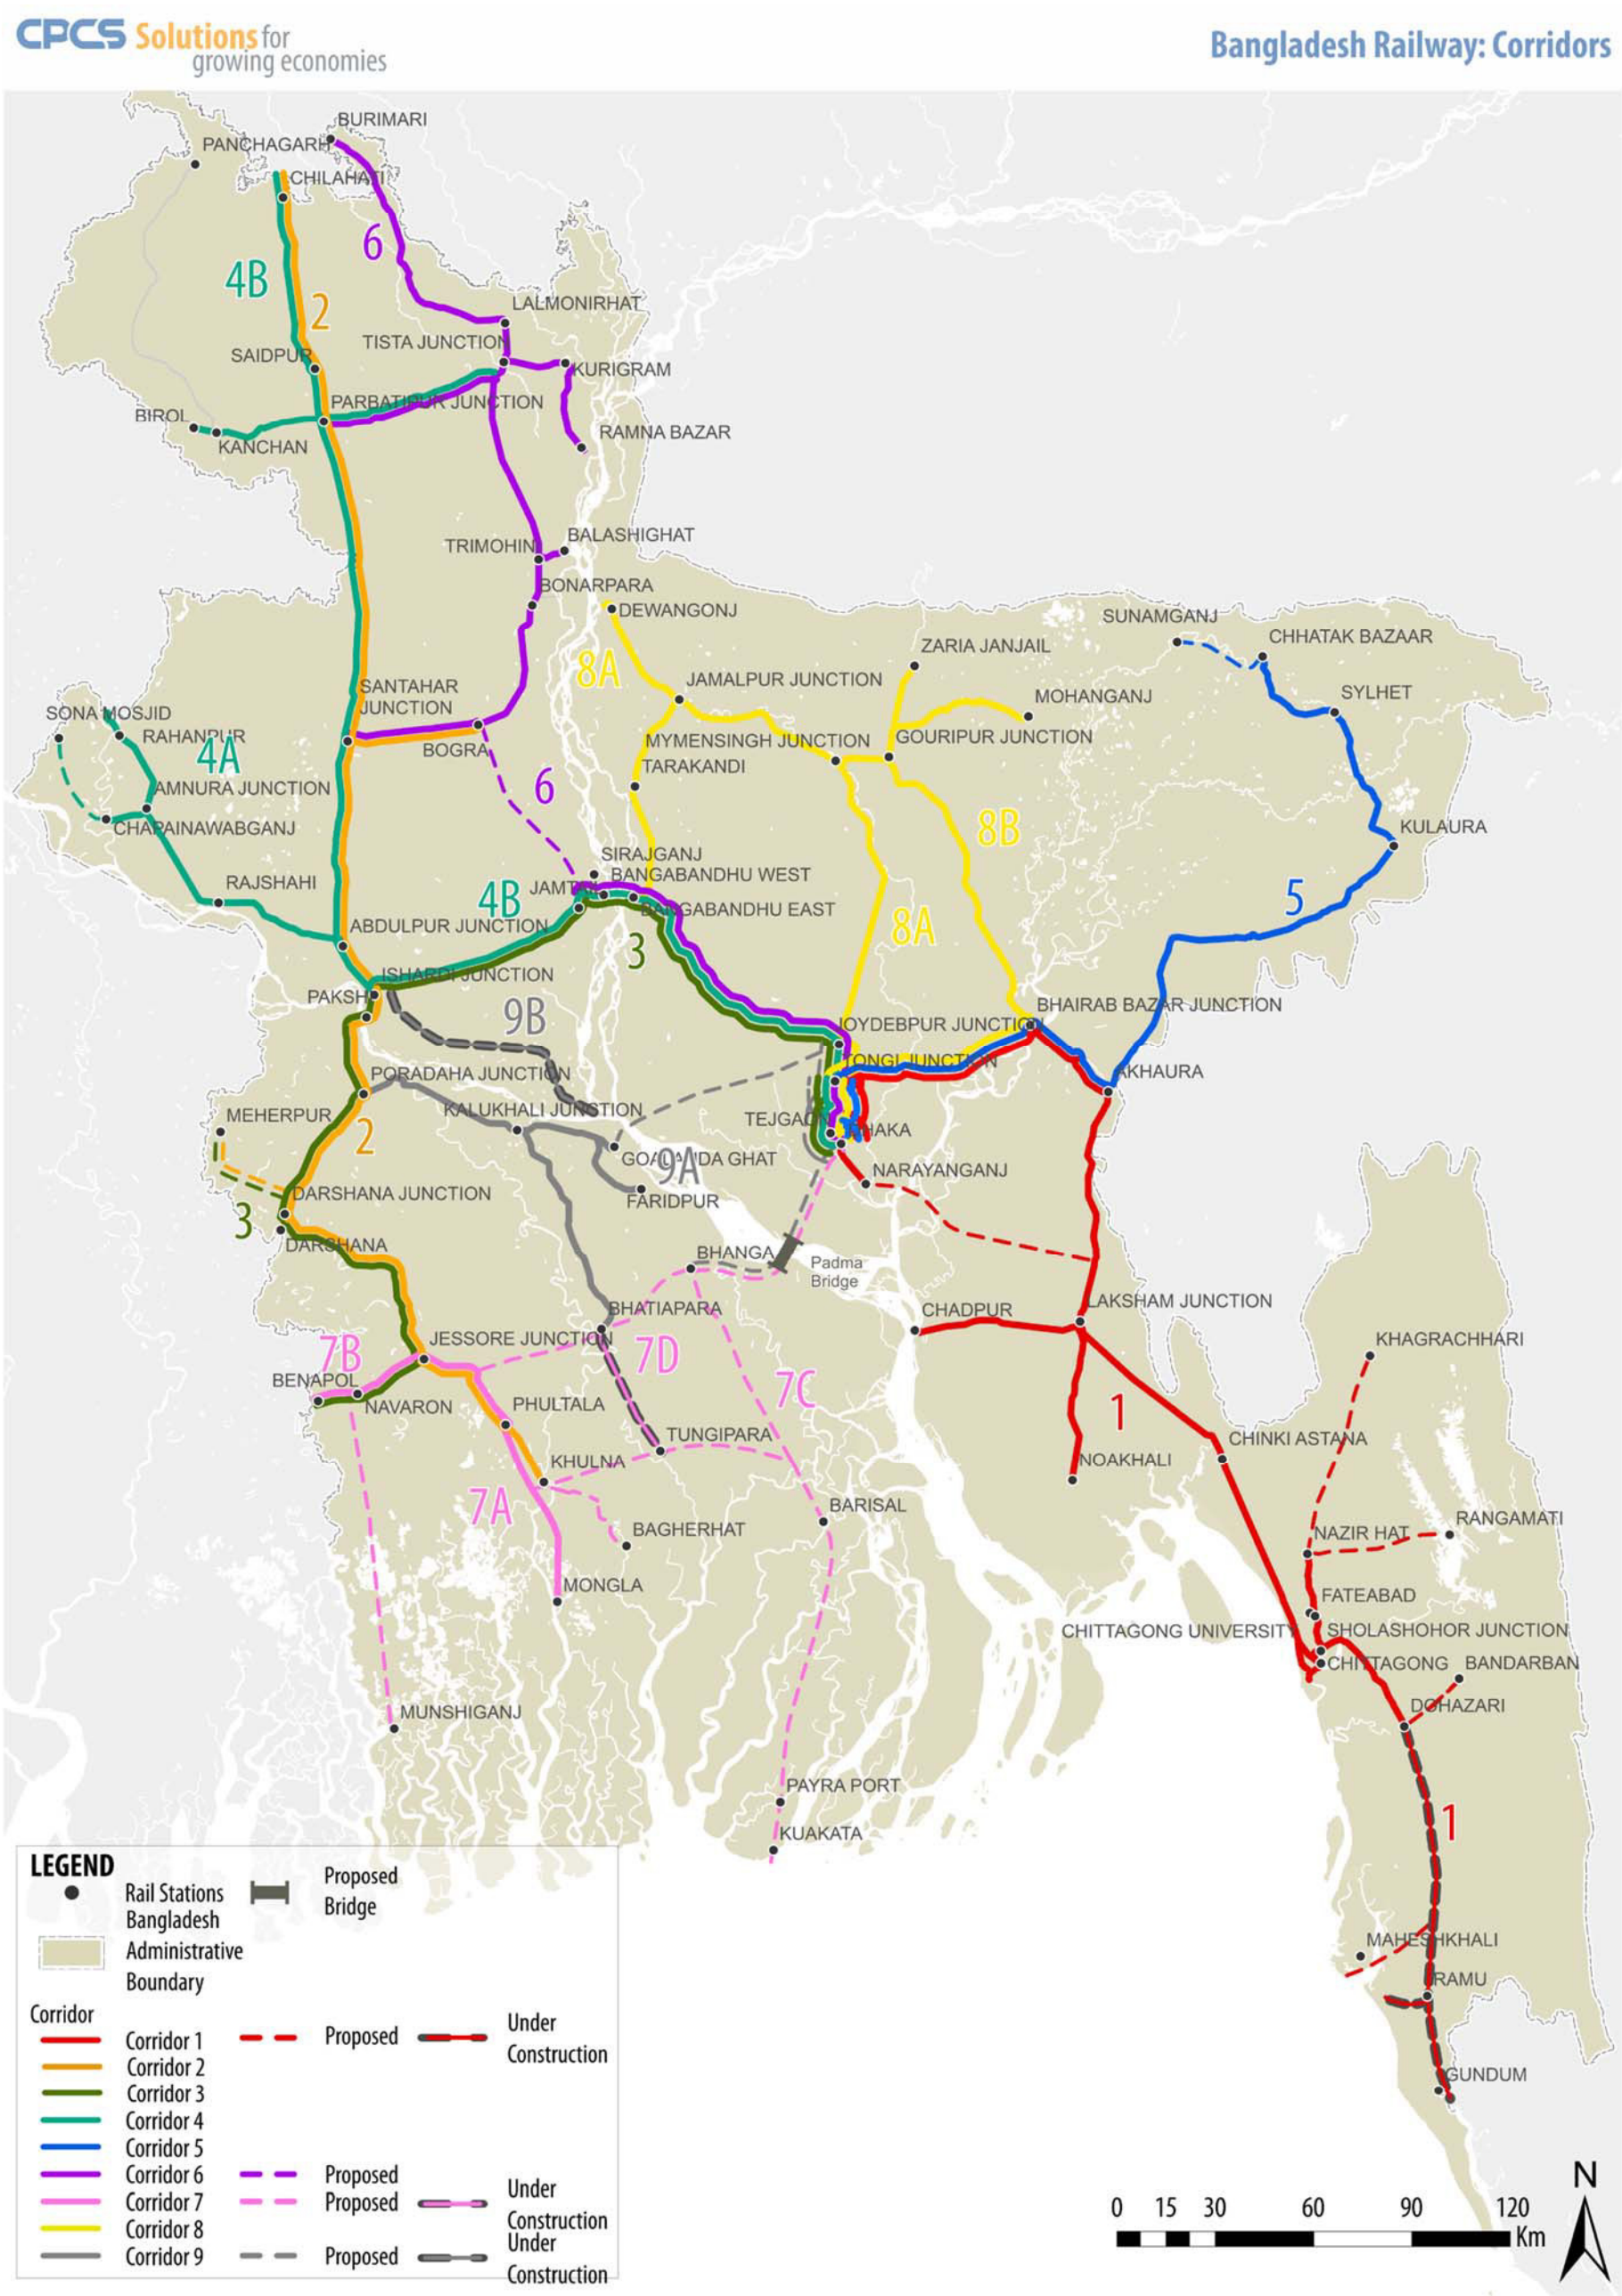 CPCS Solutions for
growing economies
Bangladesh Railway: Corridors
BURIMARI
PANCHAGARH
CHILAHATI
6
4B
2
LALMONIRHAT
TISTA JUNCTION
SAIDPUR
KURIGRAM
PARBATIPUR JUNCTION
BIROL
KANCHAN
RAMNA BAZAR
BALASHIGHAT
TRIMOHINI
BONARPARA
DEWANGONJ
SUNAMGANJ
CHHATAK BAZAAR
ZARIA JANJAIL
8A
JAMALPUR JUNCTION
SANTAHAR
JUNCTION
MOHANGANJ
SYLHET
SONA MOSJID
RAHANPUR
4A
BOGRA
MYMENSINGH JUNCTION
GOURIPUR JUNCTION
TARAKANDI
AMNURA JUNCTION
6
CHAPAINAWABGANJ
8B
KULAURA
SIRAJGANJ
BANGABANDHU WEST
RAJSHAHI
4B
JAMTAIL
5
BANGABANDHU EAST
ABDULPUR JUNCTION
8A
3
ISHARDI JUNCTION
PAKSHI
9B
BHAIRAB BAZAR JUNCTION
JOYDEBPUR JUNCTION
TONGI JUNCTION
PORADAHA JUNCTION
AKHAURA
MEHERPUR
KALUKHALI JUNSTION
TEJGAON
DHAKA
2
GOALANDA GHAT
9A
NARAYANGANJ
DARSHANA JUNCTION
FARIDPUR
3
DARSHANA
BHANGA
Padma
Bridge
BHATIAPARA
CHADPUR
LAKSHAM JUNCTION
JESSORE JUNCTION
7B
7D
KHAGRACHHARI
BENAPOL
NAVARON
7C
PHULTALA
1
TUNGIPARA
CHINKI ASTANA
KHULNA
NOAKHALI
7A
BARISAL
BAGHERHAT
RANGAMATI
NAZIR HAT
MONGLA
FATEABAD
CHITTAGONG UNIVERSITY
SHOLASHOHOR JUNCTION
CHITTAGONG
BANDARBAN
DOHAZARI
MUNSHIGANJ
PAYRA PORT
KUAKATA
1
MAHESHKHALI
RAMU
GUNDUM
LEGEND
Rail Stations
Bangladesh
Proposed
Bridge
Administrative
Boundary
Corridor
Corridor 1
Proposed
Under
Construction
Corridor 2
Corridor 3
Corridor 4
Corridor 5
Corridor 6
Proposed
Corridor 7
Proposed
Under
Construction
Corridor 8
Corridor 9
Proposed
Under
Construction
N
0 15 30 60 90 120
Km